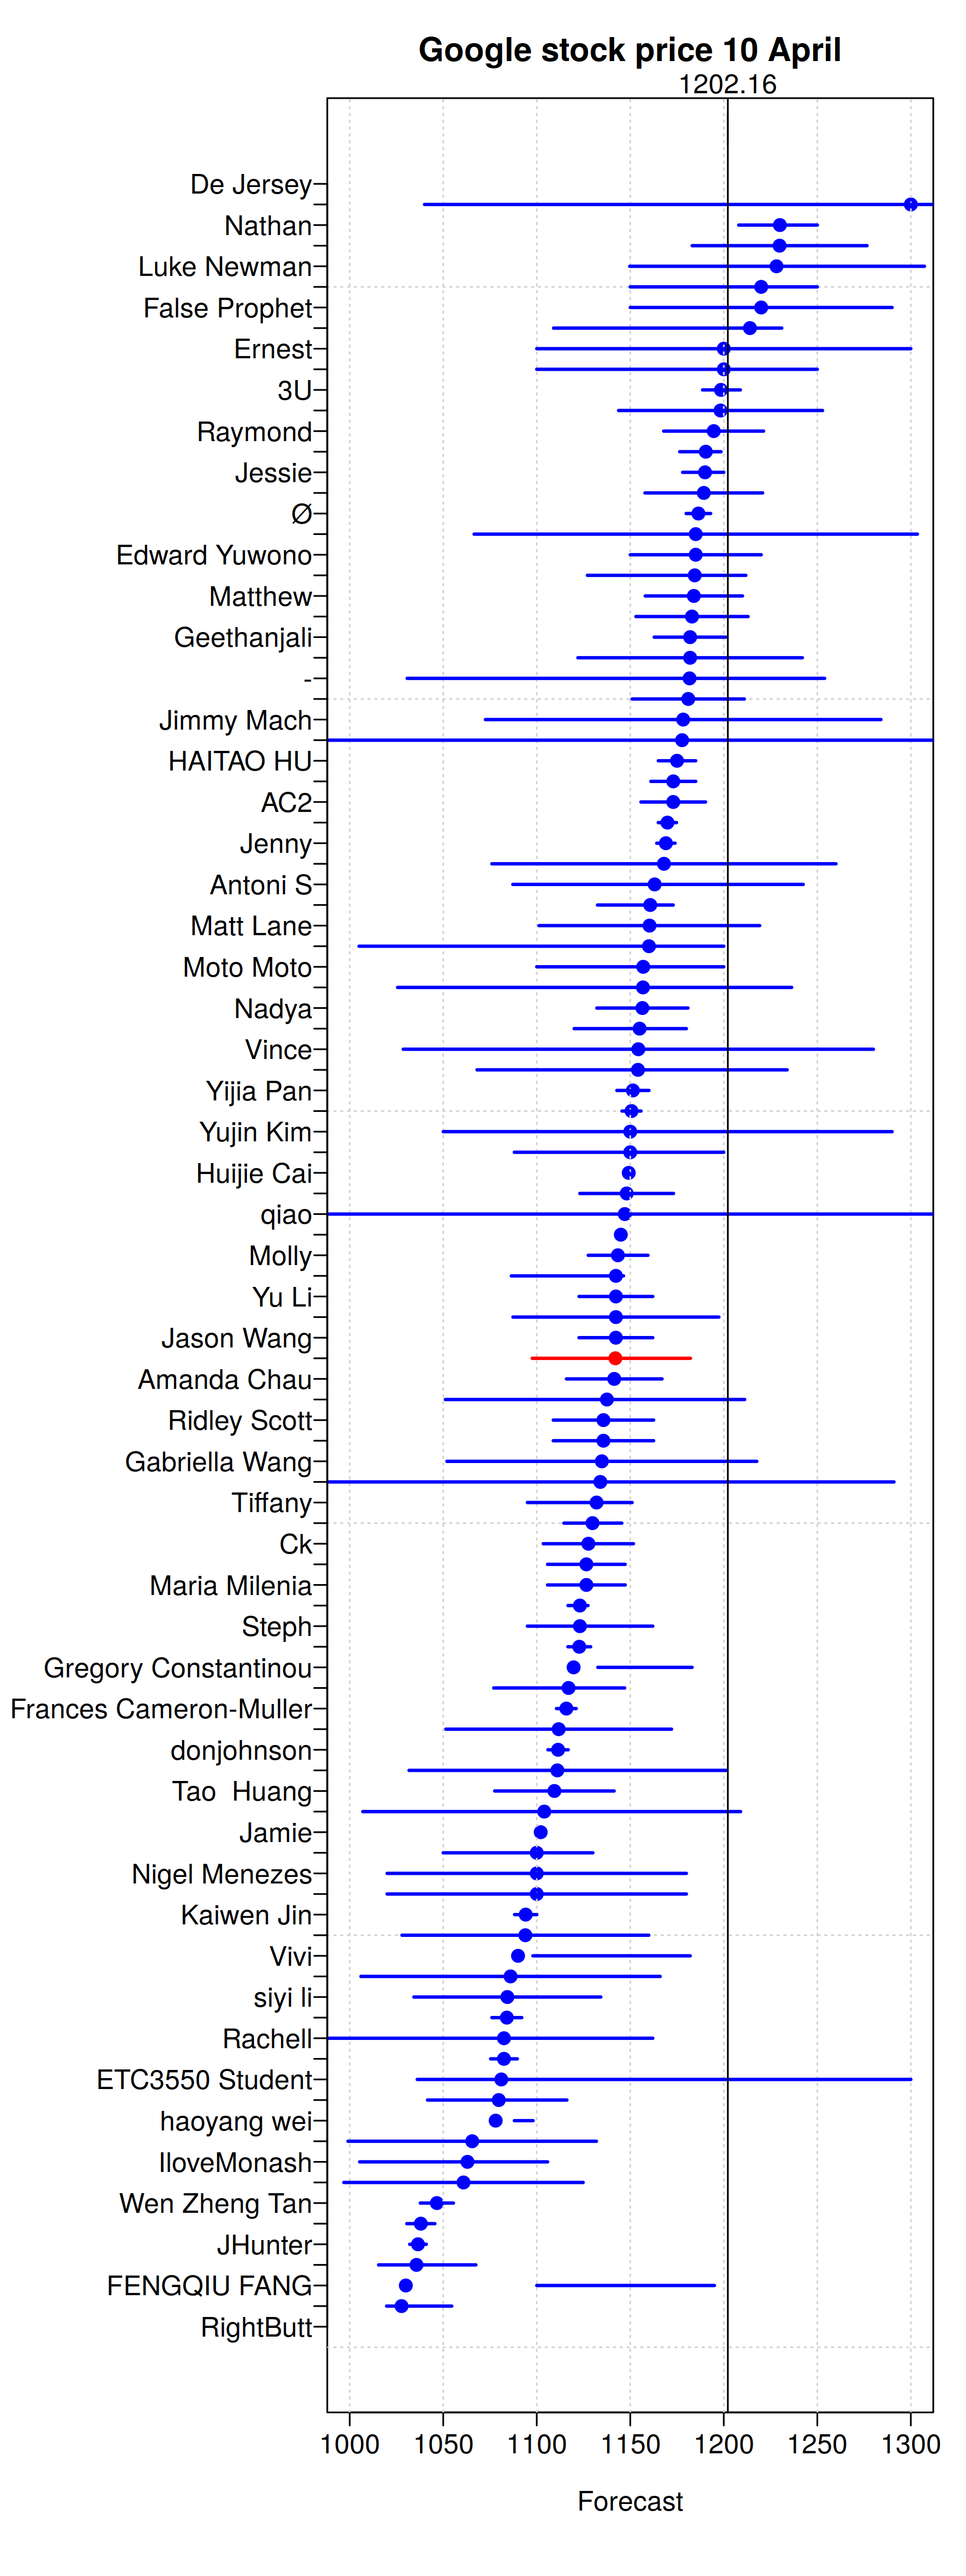 Google stock price 10 April
1202.16
De Jersey
Nathan
Luke Newman
False Prophet
Ernest
3U
Raymond
Jessie
Ø
Edward Yuwono
Matthew
Geethanjali
-
Jimmy Mach
HAITAO HU
AC2
Jenny
Antoni S
Matt Lane
Moto Moto
Nadya
Vince
Yijia Pan
Yujin Kim
Huijie Cai
qiao
Molly
Yu Li
Jason Wang
Amanda Chau
Ridley Scott
Gabriella Wang
Tiffany
Ck
Maria Milenia
Steph
Gregory Constantinou
Frances Cameron-Muller
donjohnson
Tao  Huang
Jamie
Nigel Menezes
Kaiwen Jin
Vivi
siyi li
Rachell
ETC3550 Student
haoyang wei
IloveMonash
Wen Zheng Tan
JHunter
FENGQIU FANG
RightButt
1000 1050 1100 1150 1200 1250 1300
Forecast